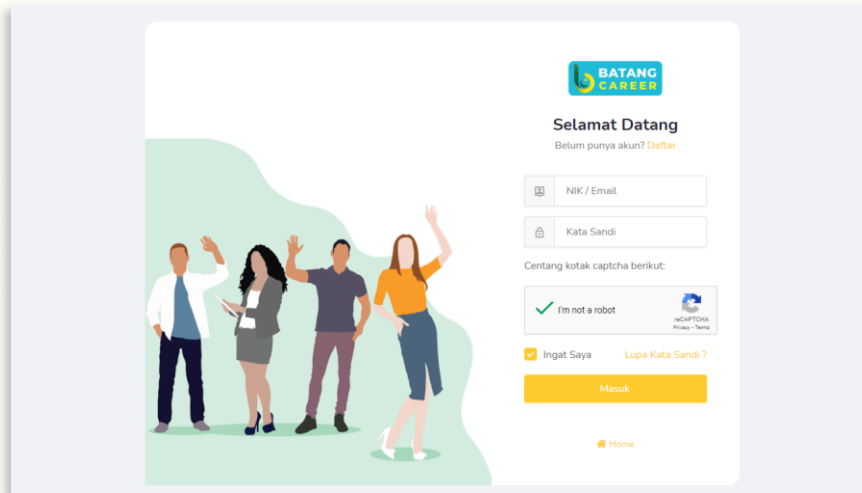 BATANG
CAREER
Selamat Datang
Belum punya akun? Daftar
NIK / Email
Kata Sandi
Centang kotak captcha berikut:
I'm not a robot
reCAPTCHA
Privacy - Terms
Ingat Saya Lupa Kata Sandi ?
Masuk
Home